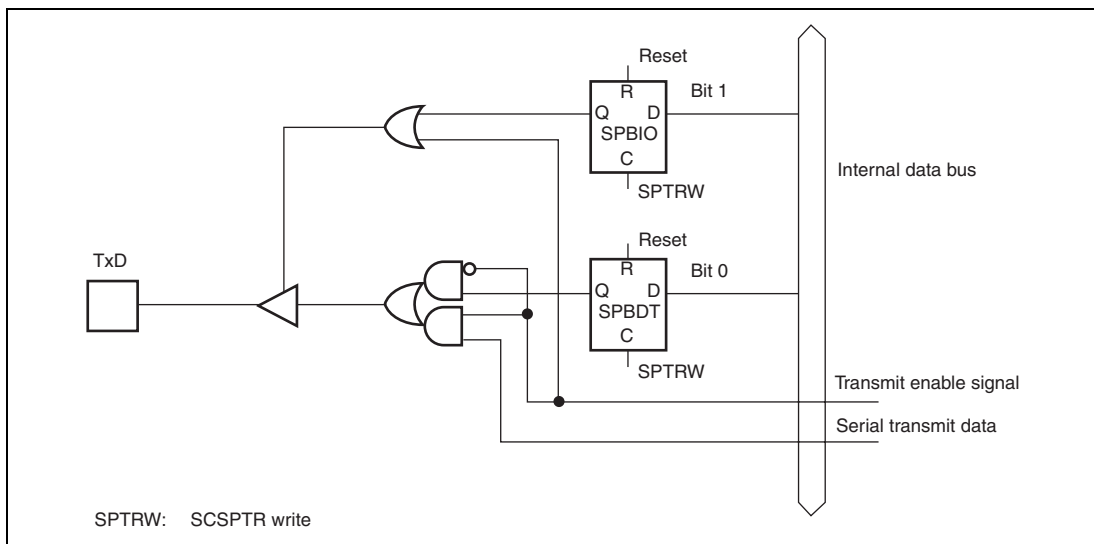 Reset
R
Bit 1
Q D
SPBIO
C
SPTRW
Internal data bus
Reset
TxD
R
Bit 0
Q D
SPBDT
C
SPTRW
Transmit enable signal
Serial transmit data
SPTRW: SCSPTR write